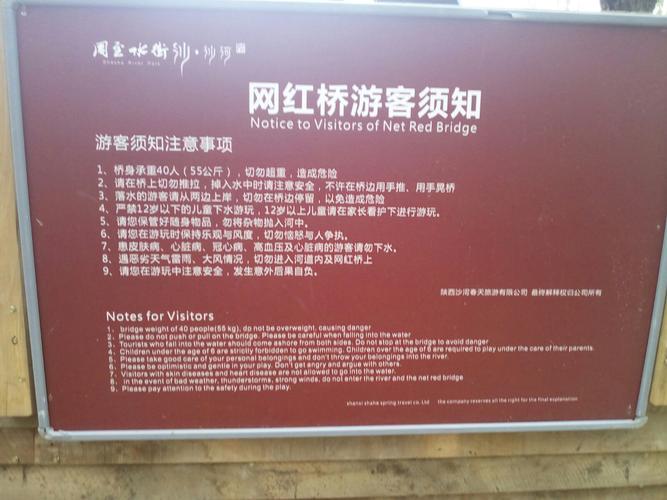 周至水街沙·沙河
Shasha River Park
网红桥游客须知
Notice to Visitors of Net Red Bridge
游客须知注意事项
1、桥身承重40人（55公斤），切勿超重，造成危险
2、请在桥上切勿推拉，掉入水中时请注意安全，不许在桥边用手推、用手晃桥
3、落水的游客请从两边上岸，切勿在桥边停留，以免造成危险
4、严禁12岁以下的儿童下水游玩，12岁以上儿童请在家长看护下进行游玩。
5、请您保管好随身物品，勿将杂物抛入河中。
6、请您在游玩时保持乐观与风度，切勿恼怒与人争执。
7、患皮肤病、心脏病、冠心病、高血压及心脏病的游客请勿下水。
8、遇恶劣天气雷雨、大风情况，切勿进入河道内及网红桥上
9、请您在游玩中注意安全，发生意外后果自负。
陕西沙河春天旅游有限公司 最终解释权归公司所有
Notes for Visitors
1、bridge weight of 40 people(55 kg), do not be overweight, causing danger
2、Please do not push or pull on the bridge. Please be careful when falling into the water
3、Tourists who fall into the water should come ashore from both sides. Do not stop at the bridge to avoid danger
4、Children under the age of 6 are strictly forbidden to go swimming. Children over the age of 6 are required to play under the care of their parents.
5、Please take good care of your personal belongings and don't throw your belongings into the river.
6、Please be optimistic and gentle in your play. Don't get angry and argue with others.
7、Visitors with skin diseases and heart disease are not allowed to go into the water.
8、in the event of bad weather, thunderstorms, strong winds, do not enter the river and the net red bridge
9、Please pay attention to the safety during the play.
shanxi shahe spring travel co. Ltd the company reserves all the right for the final explanation